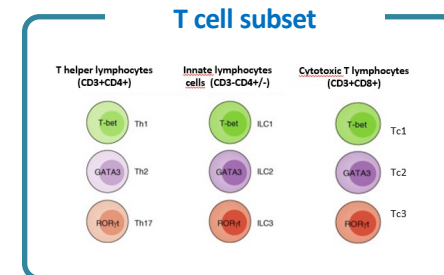 T cell subset
T helper lymphocytes
(CD3+CD4+)
Innate lymphocytes
cells (CD3-CD4+/-)
Cytotoxic T lymphocytes
(CD3+CD8+)
T-bet Th1
T-bet ILC1
T-bet Tc1
GATA3 Th2
GATA3 ILC2
GATA3 Tc2
RORγt Th17
RORγt ILC3
RORγt Tc3